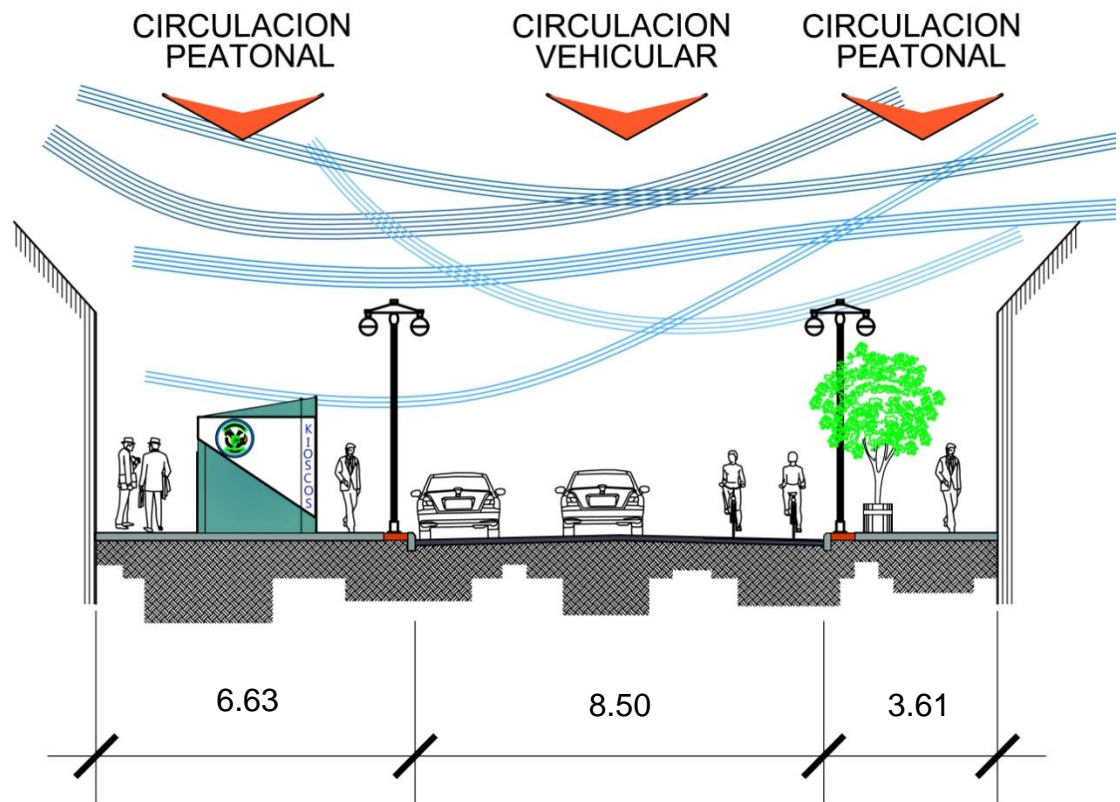 CIRCULACION
PEATONAL
CIRCULACION
VEHICULAR
CIRCULACION
PEATONAL
KIOSCOS
6.63
8.50
3.61